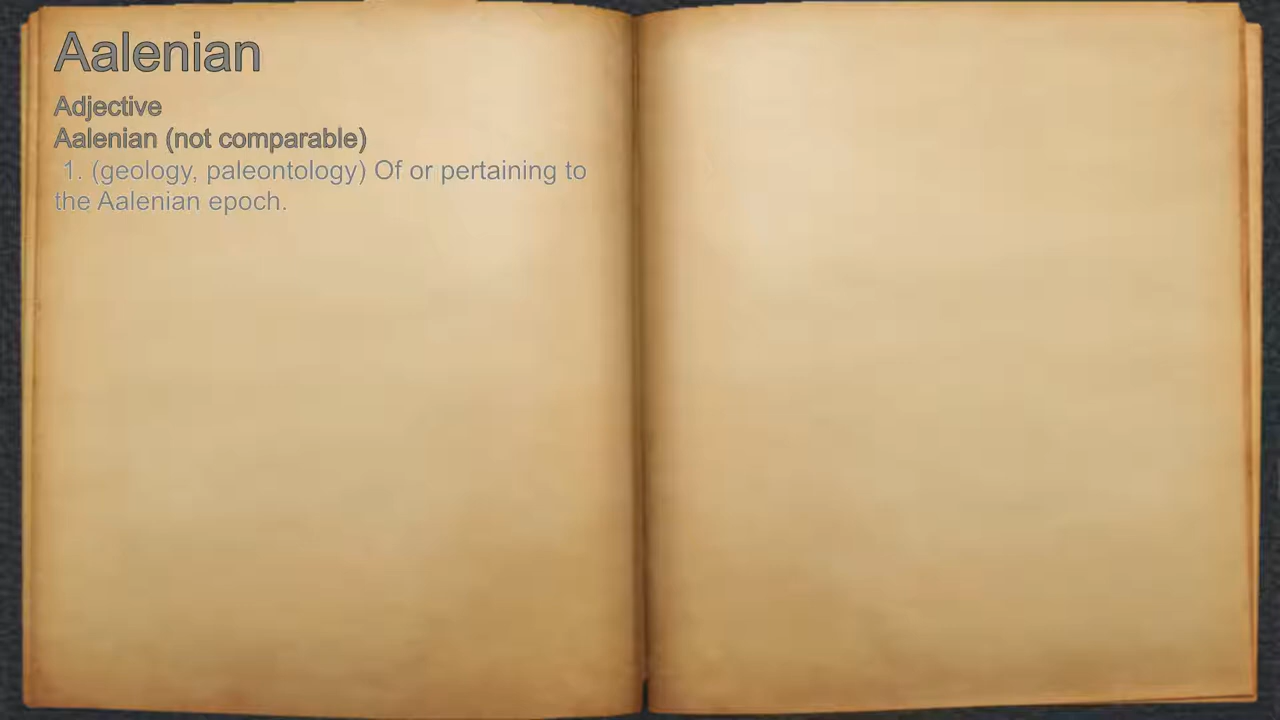 Aalenian
Adjective
Aalenian (not comparable)
1. (geology, paleontology) Of or pertaining to
the Aalenian epoch.